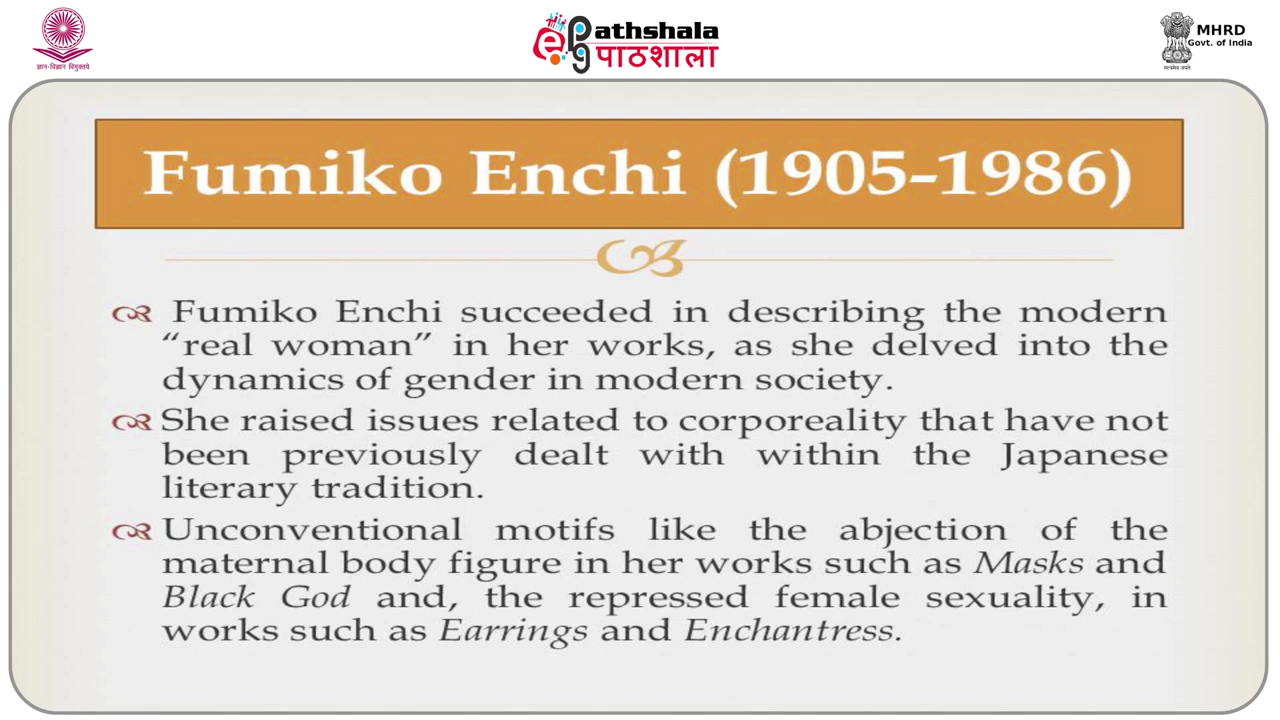 ज्ञान-विज्ञान विमुक्तये
ePathshala
पाठशाला
MHRD
Govt. of India
सत्यमेव जयते
Fumiko Enchi (1905-1986)
Fumiko Enchi succeeded in describing the modern
“real woman” in her works, as she delved into the
dynamics of gender in modern society.
She raised issues related to corporeality that have not
been previously dealt with within the Japanese
literary tradition.
Unconventional motifs like the abjection of the
maternal body figure in her works such as Masks and
Black God and, the repressed female sexuality, in
works such as Earrings and Enchantress.